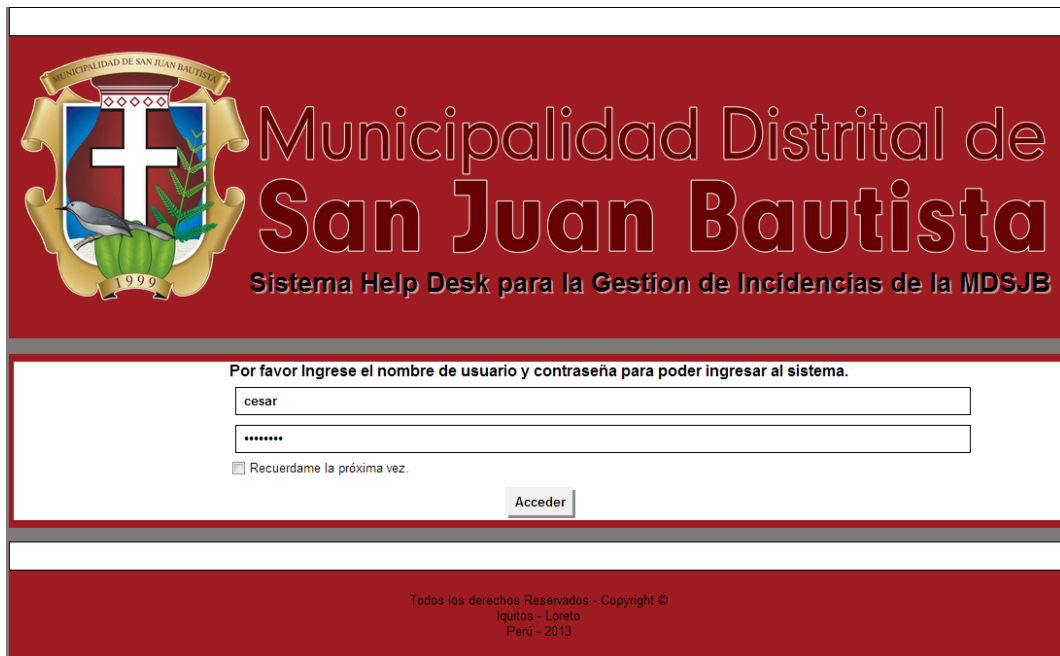 MUNICIPALIDAD DE SAN JUAN BAUTISTA
1999
Municipalidad Distrital de
San Juan Bautista
Sistema Help Desk para la Gestion de Incidencias de la MDSJB
Por favor Ingrese el nombre de usuario y contraseña para poder ingresar al sistema.
cesar
••••••••
Recuerdame la próxima vez.
Acceder
Todos los derechos Reservados - Copyright ©
Iquitos - Loreto
Perú - 2013